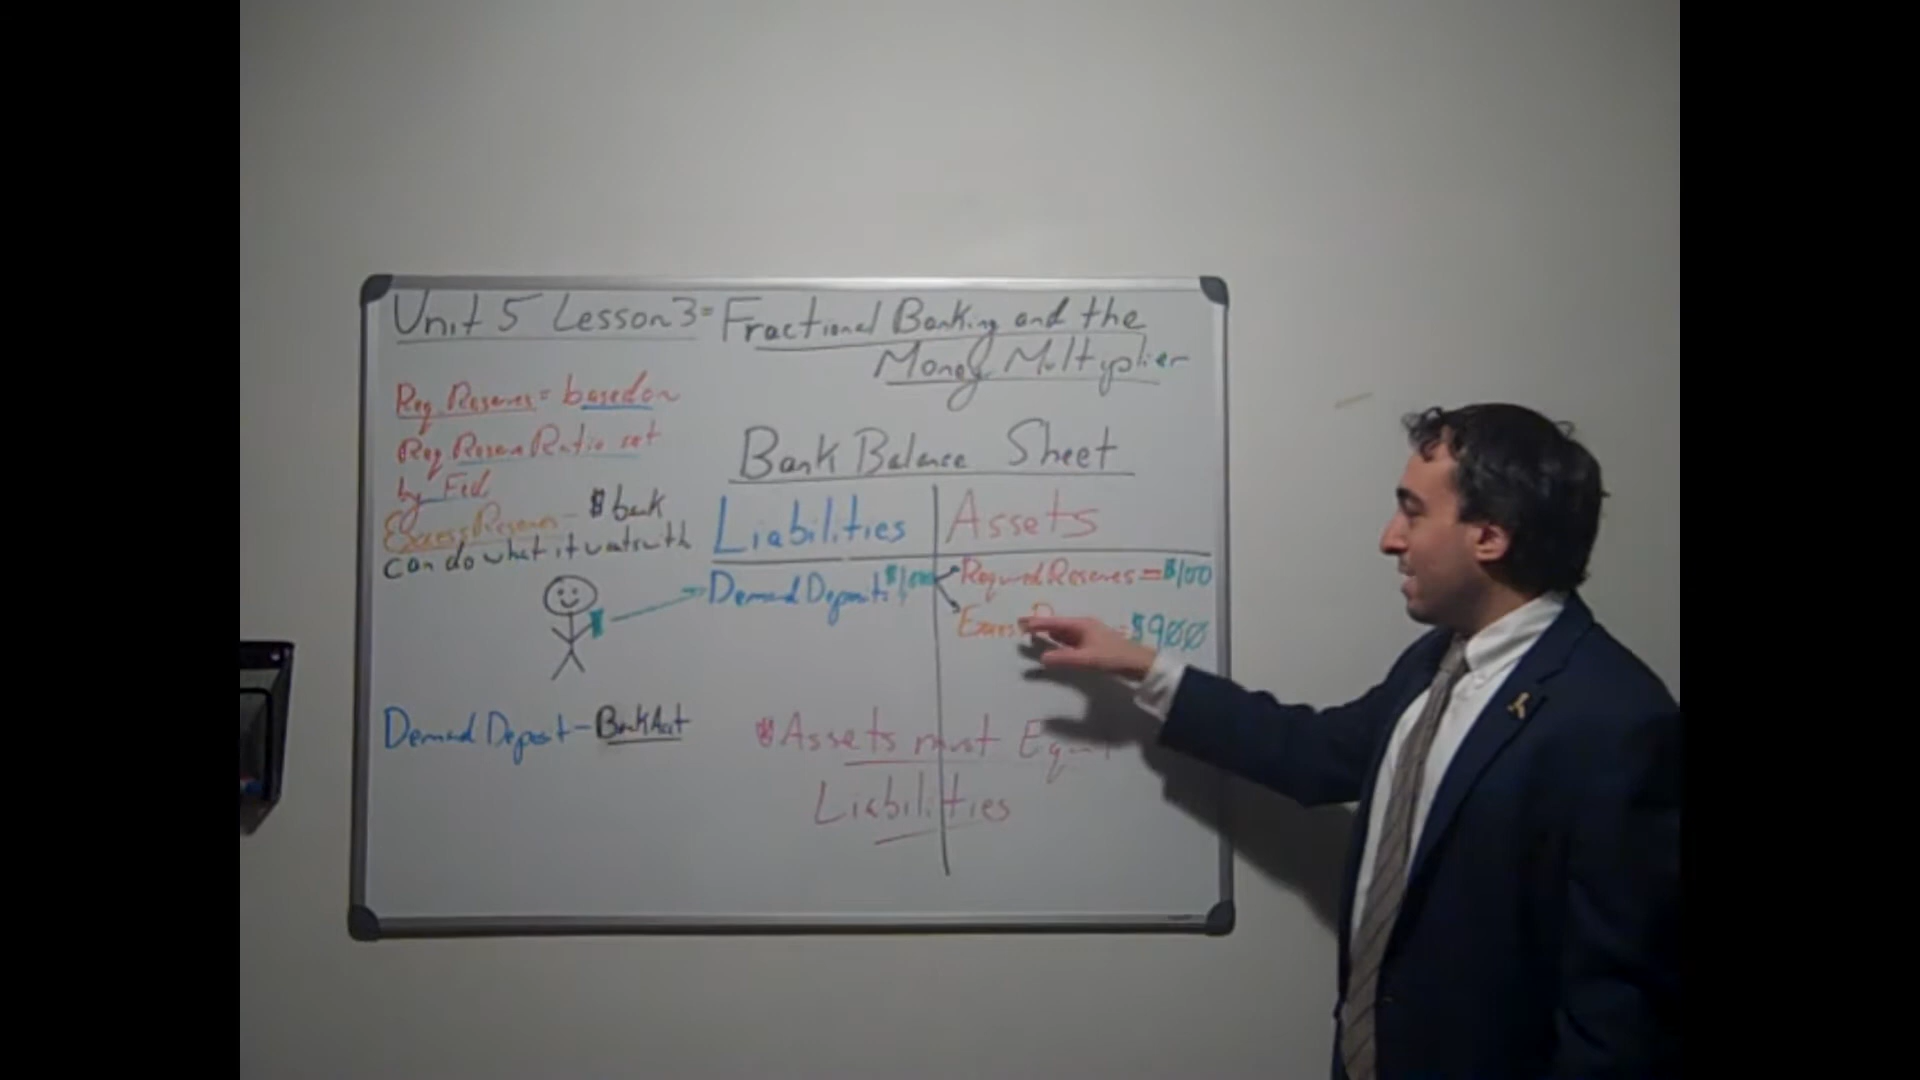 Unit 5 Lesson 3= Fractional Banking and the
Money Multiplier
Req. Reserves= based on
Req Reserve Ratio set
by Fed
Excess Reserves - $ bank
can do what it wants with
Bank Balance Sheet
Liabilities
Assets
Demand Deposits
Required Reserves = $100
= $900
Demand Deposit - Bank Acct
Assets must
Liabilities